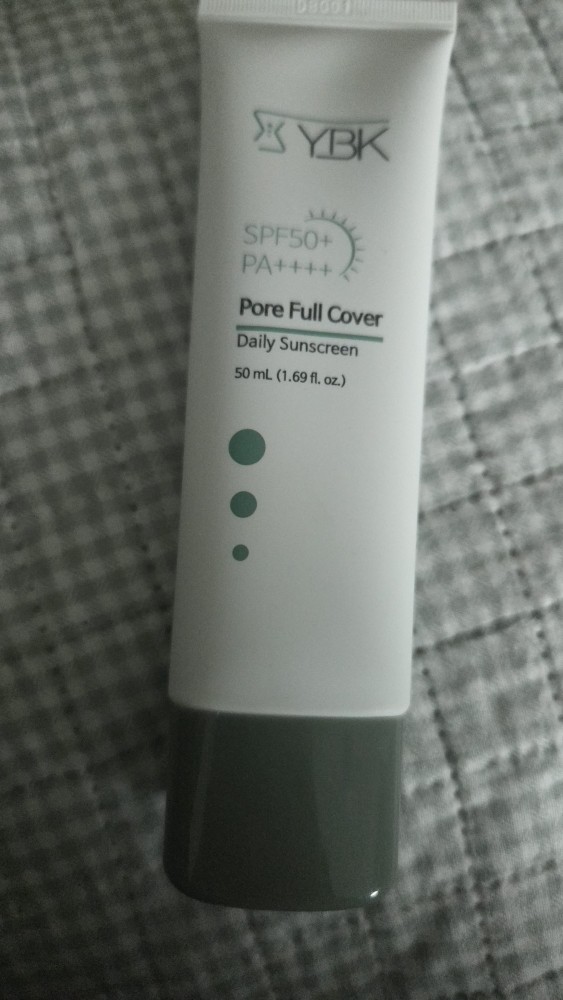 YBK
SPF50+
PA++++
Pore Full Cover
Daily Sunscreen
50 mL (1.69 fl. oz.)